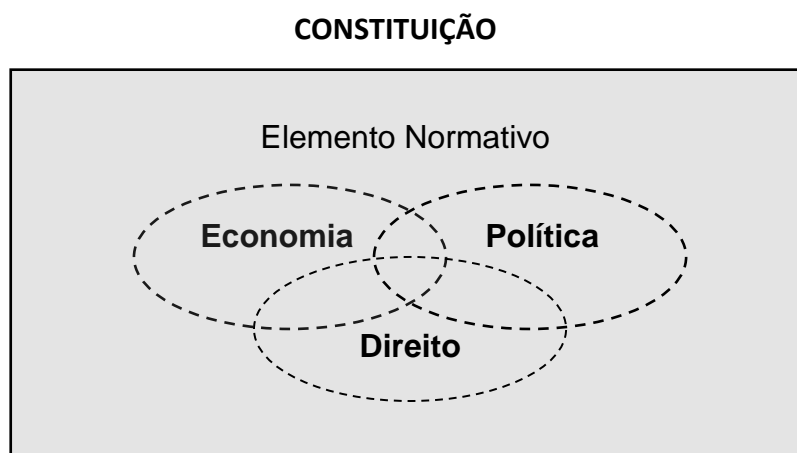 CONSTITUIÇÃO
Elemento Normativo
Economia
Política
Direito